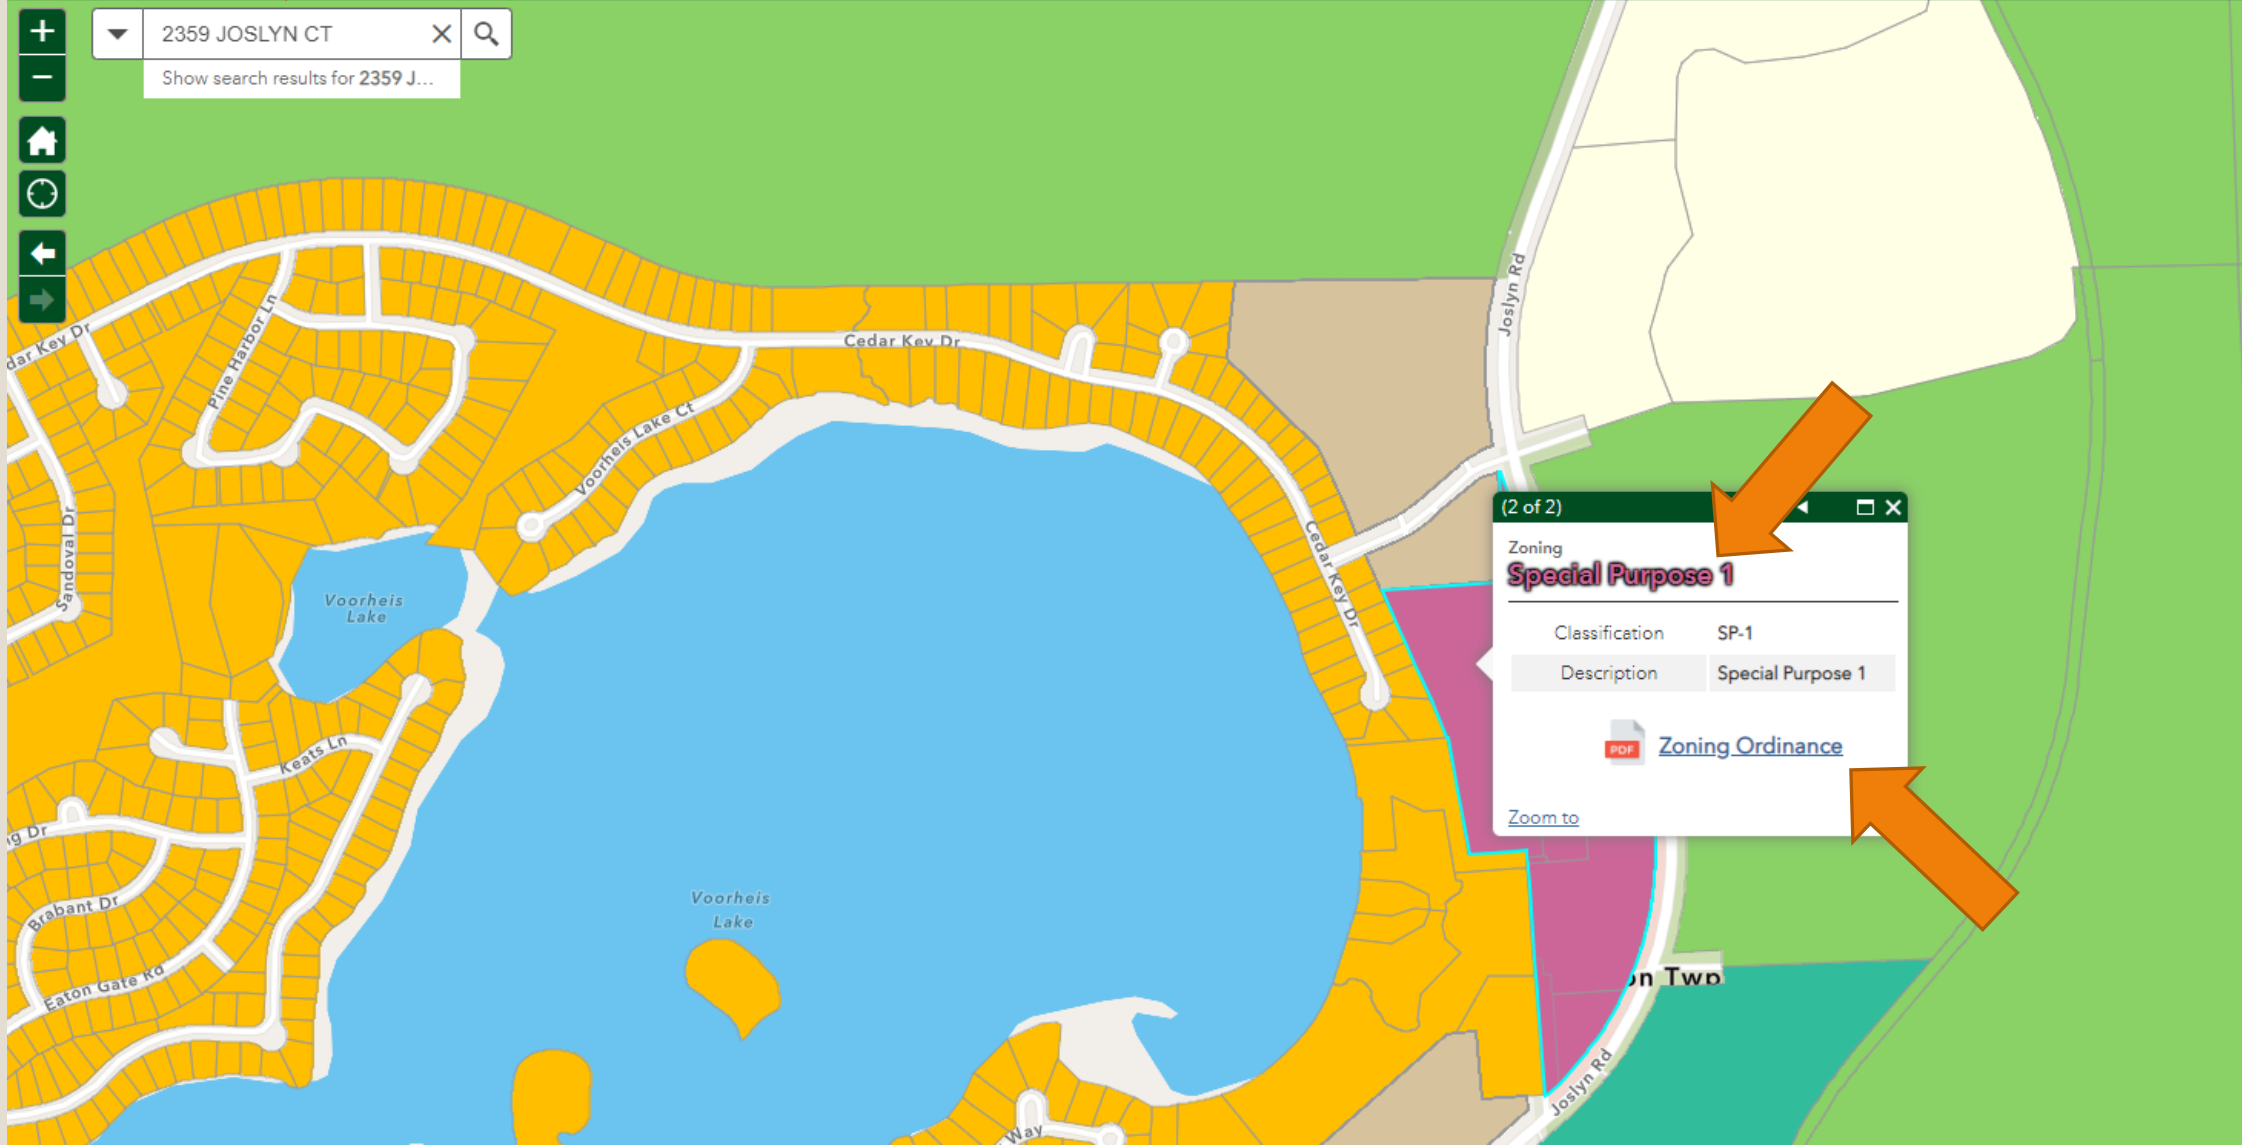 2359 JOSLYN CT
Show search results for 2359 J...
Joslyn Rd
Cedar Key Dr
Pine Harbor Ln
dar Key Dr
Voorheis Lake Ct
(2 of 2)
Zoning
Special Purpose 1
Classification SP-1
Description Special Purpose 1
PDF Zoning Ordinance
Zoom to
Cedar Key Dr
Sandoval Dr
Voorheis
Lake
Keats Ln
g Dr
Brabant Dr
Voorheis
Lake
Eaton Gate Rd
on Twp
Joslyn Rd
Way